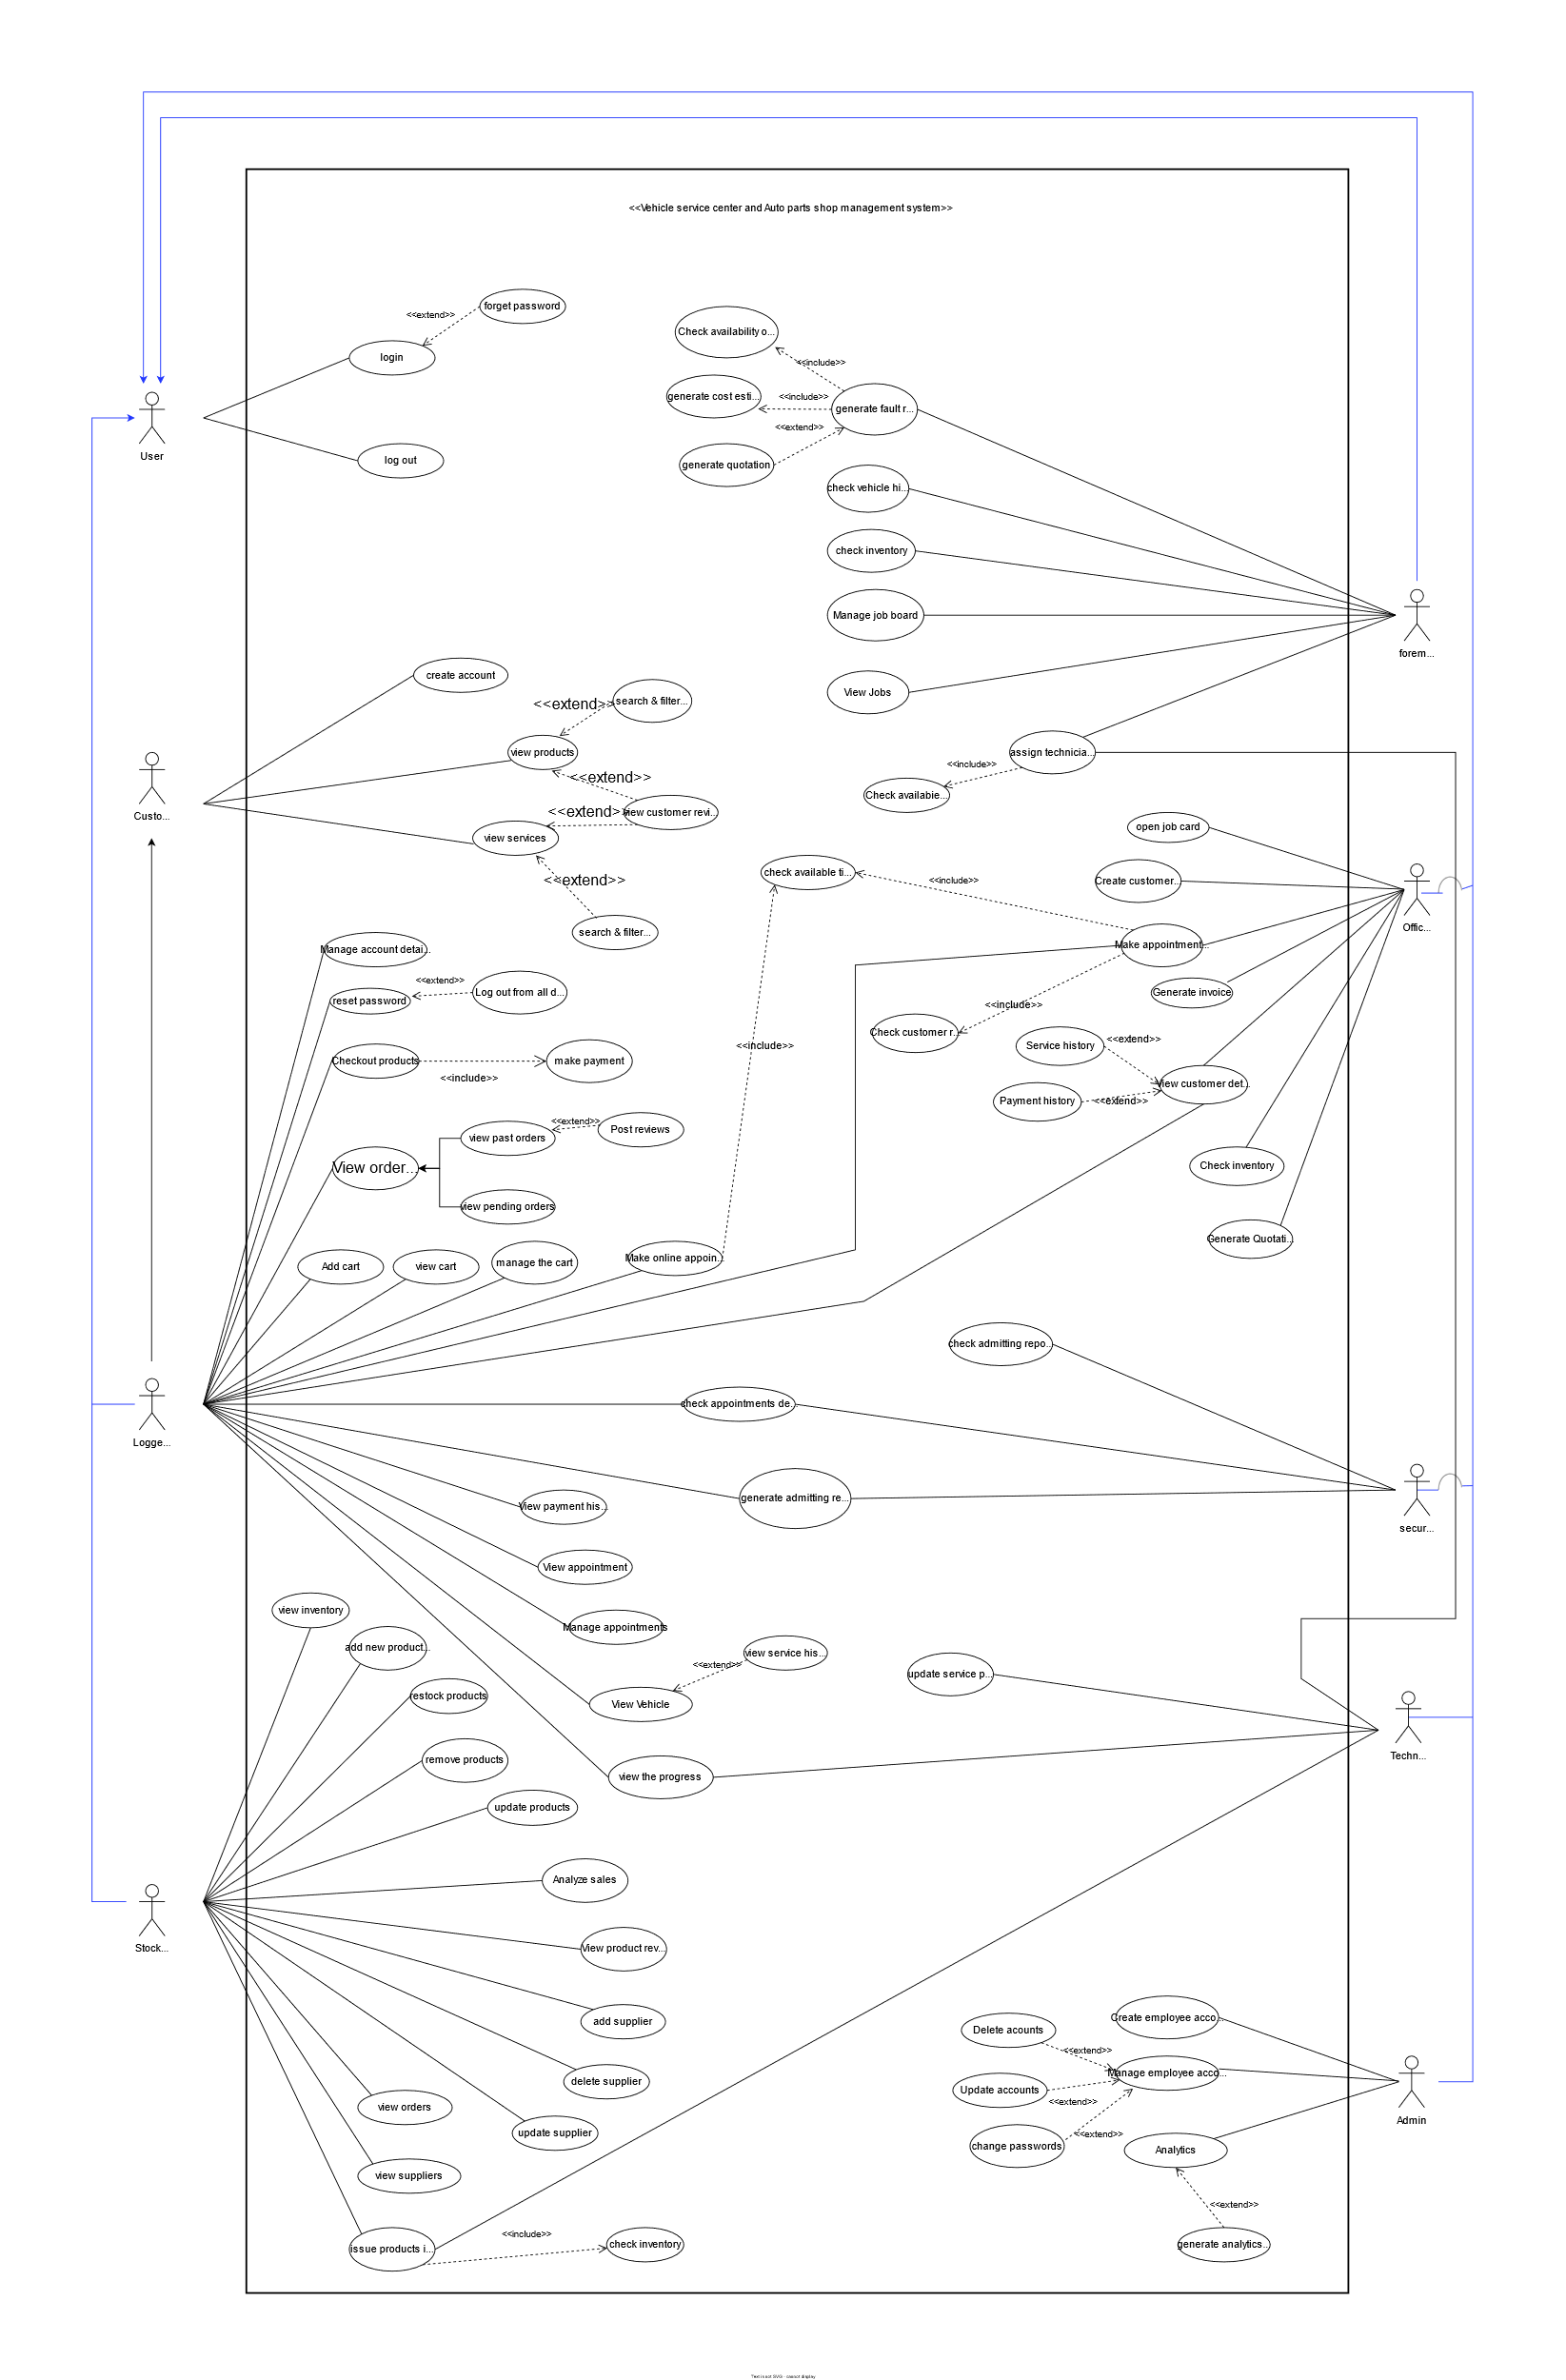 <<Vehicle service center and Auto parts shop management system>>
forget password
<<extend>>
login
User
log out
Check availability o...
<<include>>
generate cost esti...
<<include>>
generate fault r...
<<extend>>
generate quotation
check vehicle hi...
check inventory
Manage job board
View Jobs
forem...
create account
<<extend>>
search & filter...
view products
<<extend>>
view customer revi...
<<extend>>
view services
<<extend>>
search & filter...
Custo...
assign technicia...
<<include>>
Check availabie...
open job card
Create customer...
check available ti...
<<include>>
Make appointment...
Offic...
Generate invoice
<<include>>
Check customer r...
Service history
<<extend>>
View customer det...
Payment history
<<extend>>
Check inventory
Generate Quotati...
Manage account detai...
reset password
<<extend>>
Log out from all d...
Checkout products
<<include>>
make payment
<<include>>
view past orders
<<extend>>
Post reviews
View order...
view pending orders
Add cart
view cart
manage the cart
Make online appoin...
check admitting repo...
check appointments de...
Logge...
generate admitting re...
secur...
View payment his...
View appointment
Manage appointments
view service his...
<<extend>>
View Vehicle
update service p...
view the progress
Techn...
view inventory
add new product...
restock products
remove products
update products
Analyze sales
View product rev...
Stock...
add supplier
delete supplier
view orders
update supplier
view suppliers
issue products i...
<<include>>
check inventory
Create employee acco...
Delete acounts
<<extend>>
Manage employee acco...
Update accounts
<<extend>>
change passwords
<<extend>>
Analytics
Admin
<<extend>>
generate analytics...
Text is not SVG - cannot display